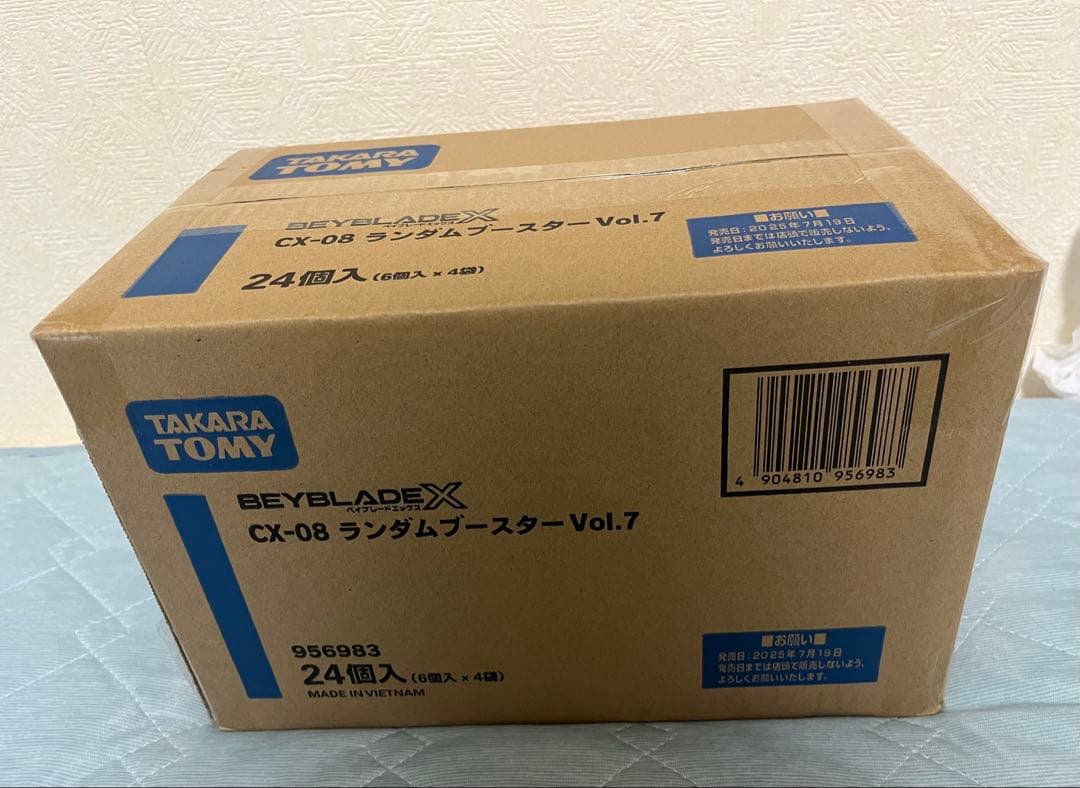 TAKARA
TOMY
BEYBLADE X
ベイブレードエックス
CX-08 ランダムブースター Vol.7
24個入(6個入×4袋)
■お願い■
発売日:2025年7月19日
発売日までは店頭で販売しないよう、
よろしくお願いいたします。
TAKARA
TOMY
BEYBLADE X
ベイブレードエックス
CX-08 ランダムブースター Vol.7
4 904810 956983
956983
24個入(6個入×4袋)
MADE IN VIETNAM
■お願い■
発売日:2025年7月19日
発売日までは店頭で販売しないよう、
よろしくお願いいたします。